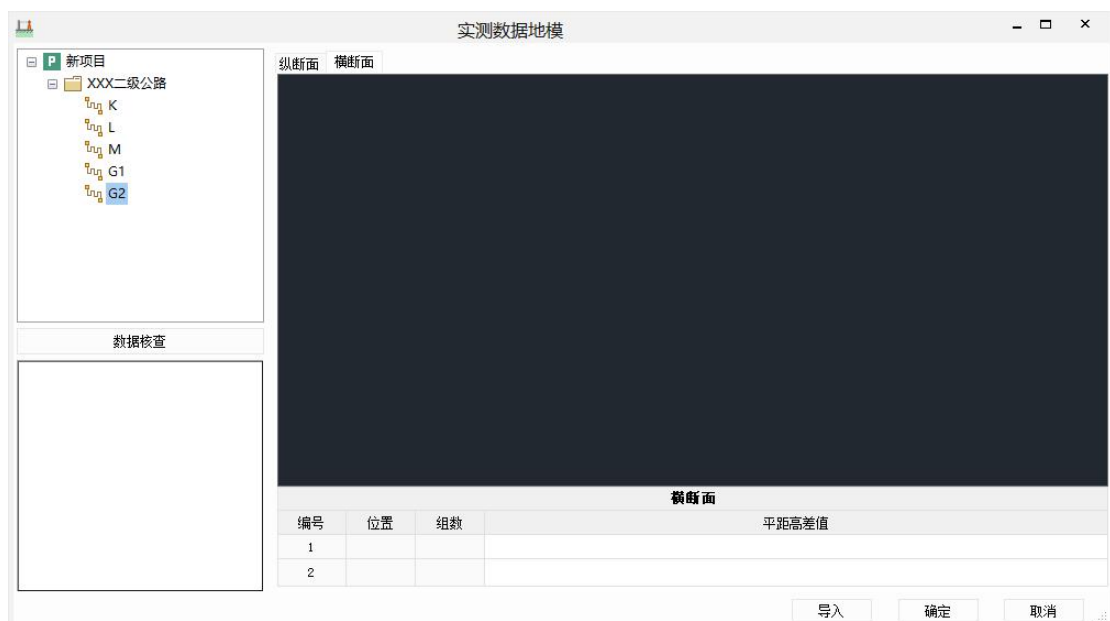 实测数据地模
P 新项目
XXX二级公路
K
L
M
G1
G2
数据核查
纵断面 横断面
横断面
编号 位置 组数 平距高差值
1
2
导入 确定 取消